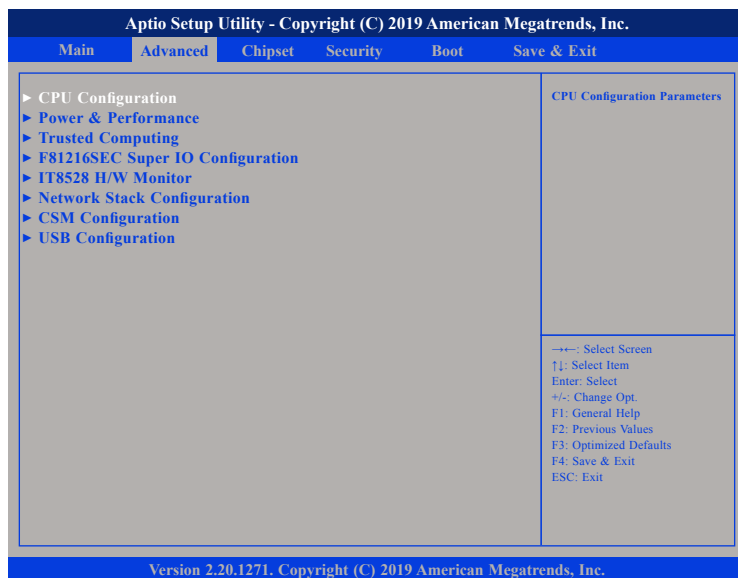 Aptio Setup Utility - Copyright (C) 2019 American Megatrends, Inc.
Main Advanced Chipset Security Boot Save & Exit
► CPU Configuration
► Power & Performance
► Trusted Computing
► F81216SEC Super IO Configuration
► IT8528 H/W Monitor
► Network Stack Configuration
► CSM Configuration
► USB Configuration
CPU Configuration Parameters
→←: Select Screen
↑↓: Select Item
Enter: Select
+/-: Change Opt.
F1: General Help
F2: Previous Values
F3: Optimized Defaults
F4: Save & Exit
ESC: Exit
Version 2.20.1271. Copyright (C) 2019 American Megatrends, Inc.